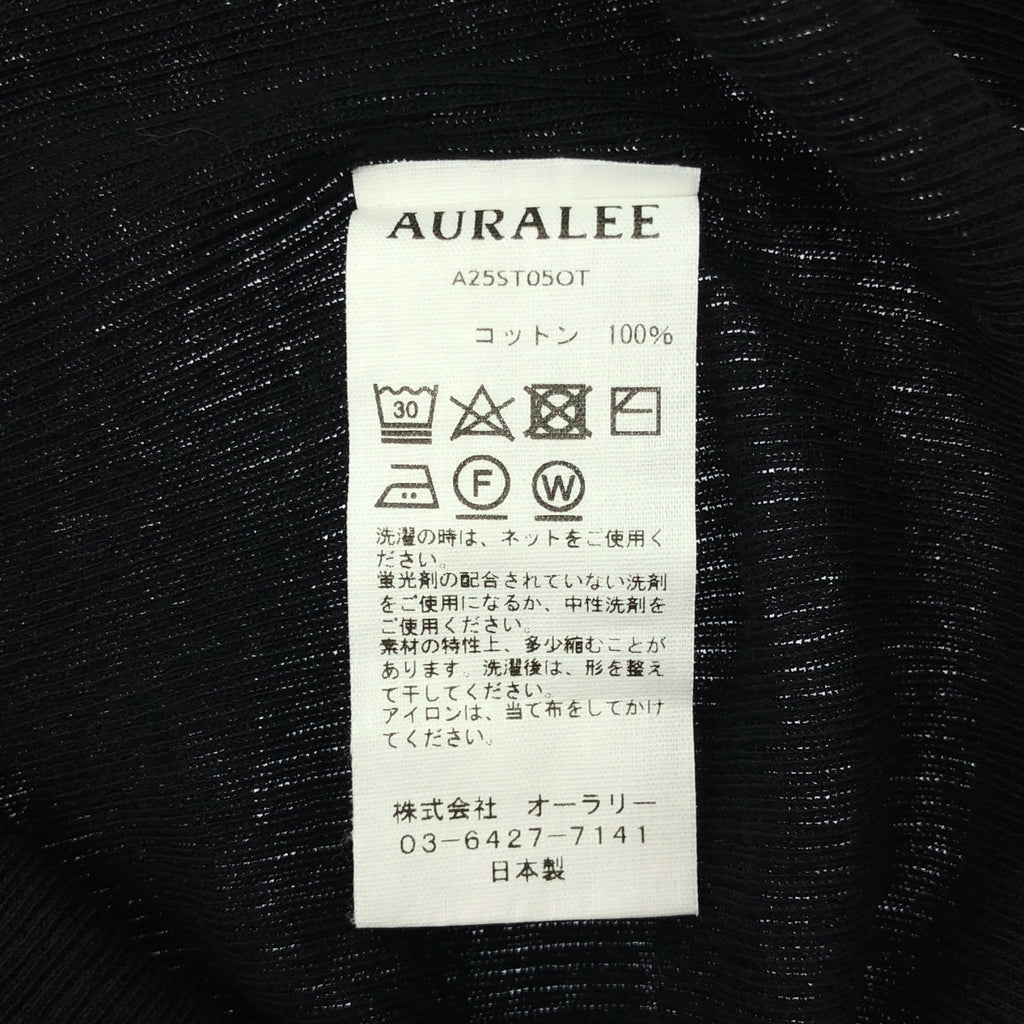 AURALEE
A25ST05OT
コットン 100%
30
F W
洗濯の時は、ネットをご使用く
ださい。
蛍光剤の配合されていない洗剤
をご使用になるか、中性洗剤を
ご使用ください。
素材の特性上、多少縮むことが
あります。洗濯後は、形を整え
て干してください。
アイロンは、当て布をしてかけ
てください。
株式会社 オーラリー
03-6427-7141
日本製